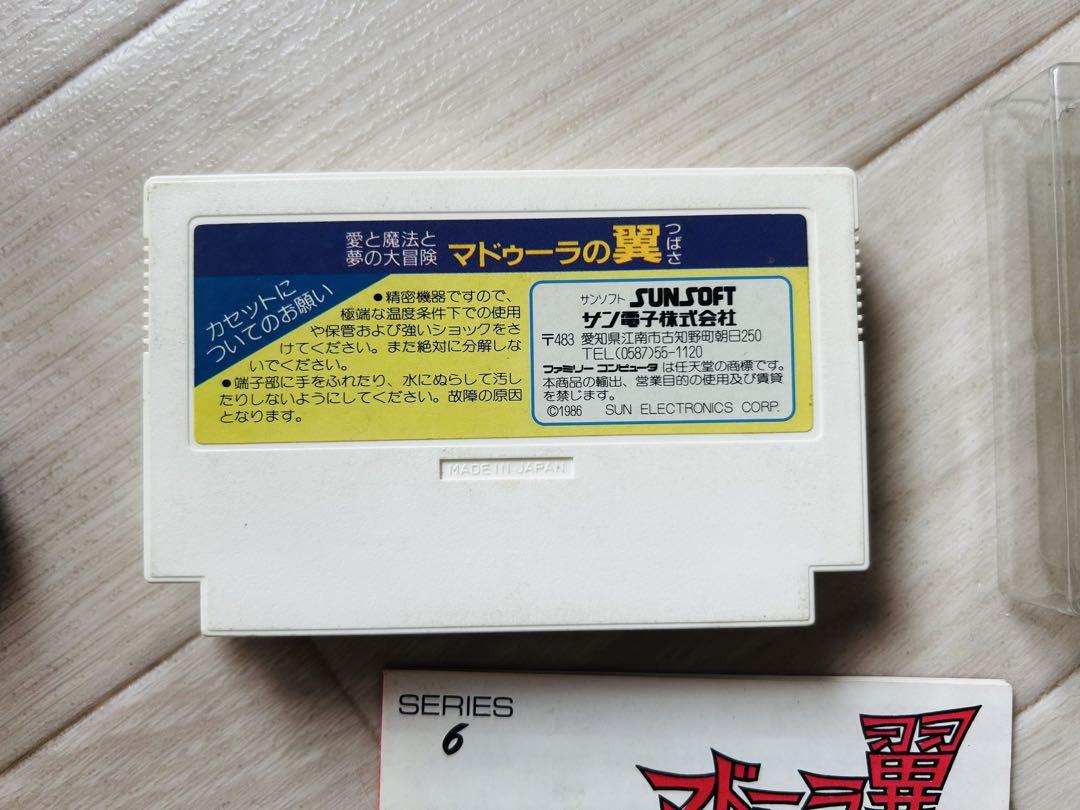 愛と魔法と
夢の大冒険
マドゥーラの翼
つばさ
カセットに
ついてのお願い
●精密機器ですので、
極端な温度条件下での使用
や保管および強いショックをさ
けてください。また絶対に分解しな
いでください。
●端子部に手をふれたり、水にぬらして汚し
たりしないようにしてください。故障の原因
となります。
サンソフト SUNSOFT
サン電子株式会社
〒483 愛知県江南市古知野町朝日250
TEL(0587)55-1120
ファミリーコンピュータ は任天堂の商標です。
本商品の輸出、営業目的の使用及び賃貸
を禁じます。
©1986 SUN ELECTRONICS CORP.
MADE IN JAPAN
SERIES
6
マドゥーラの翼